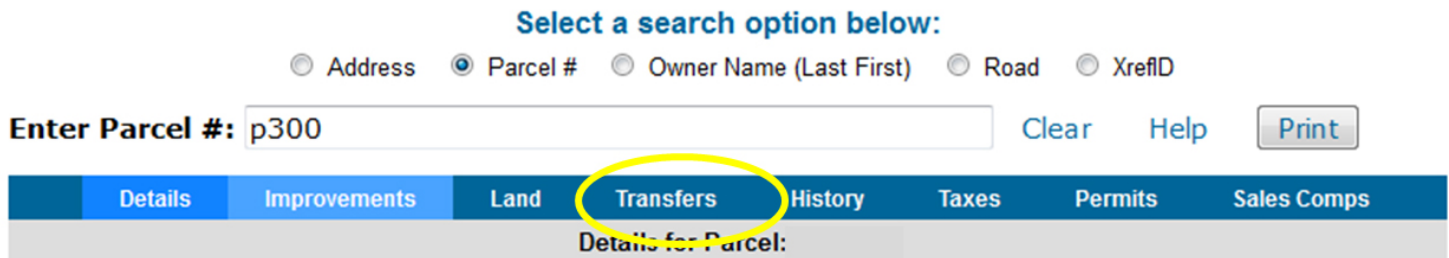 Select a search option below:
Address Parcel # Owner Name (Last First) Road XrefID
Enter Parcel #: p300 Clear Help Print
Details Improvements Land Transfers History Taxes Permits Sales Comps
Details for Parcel: